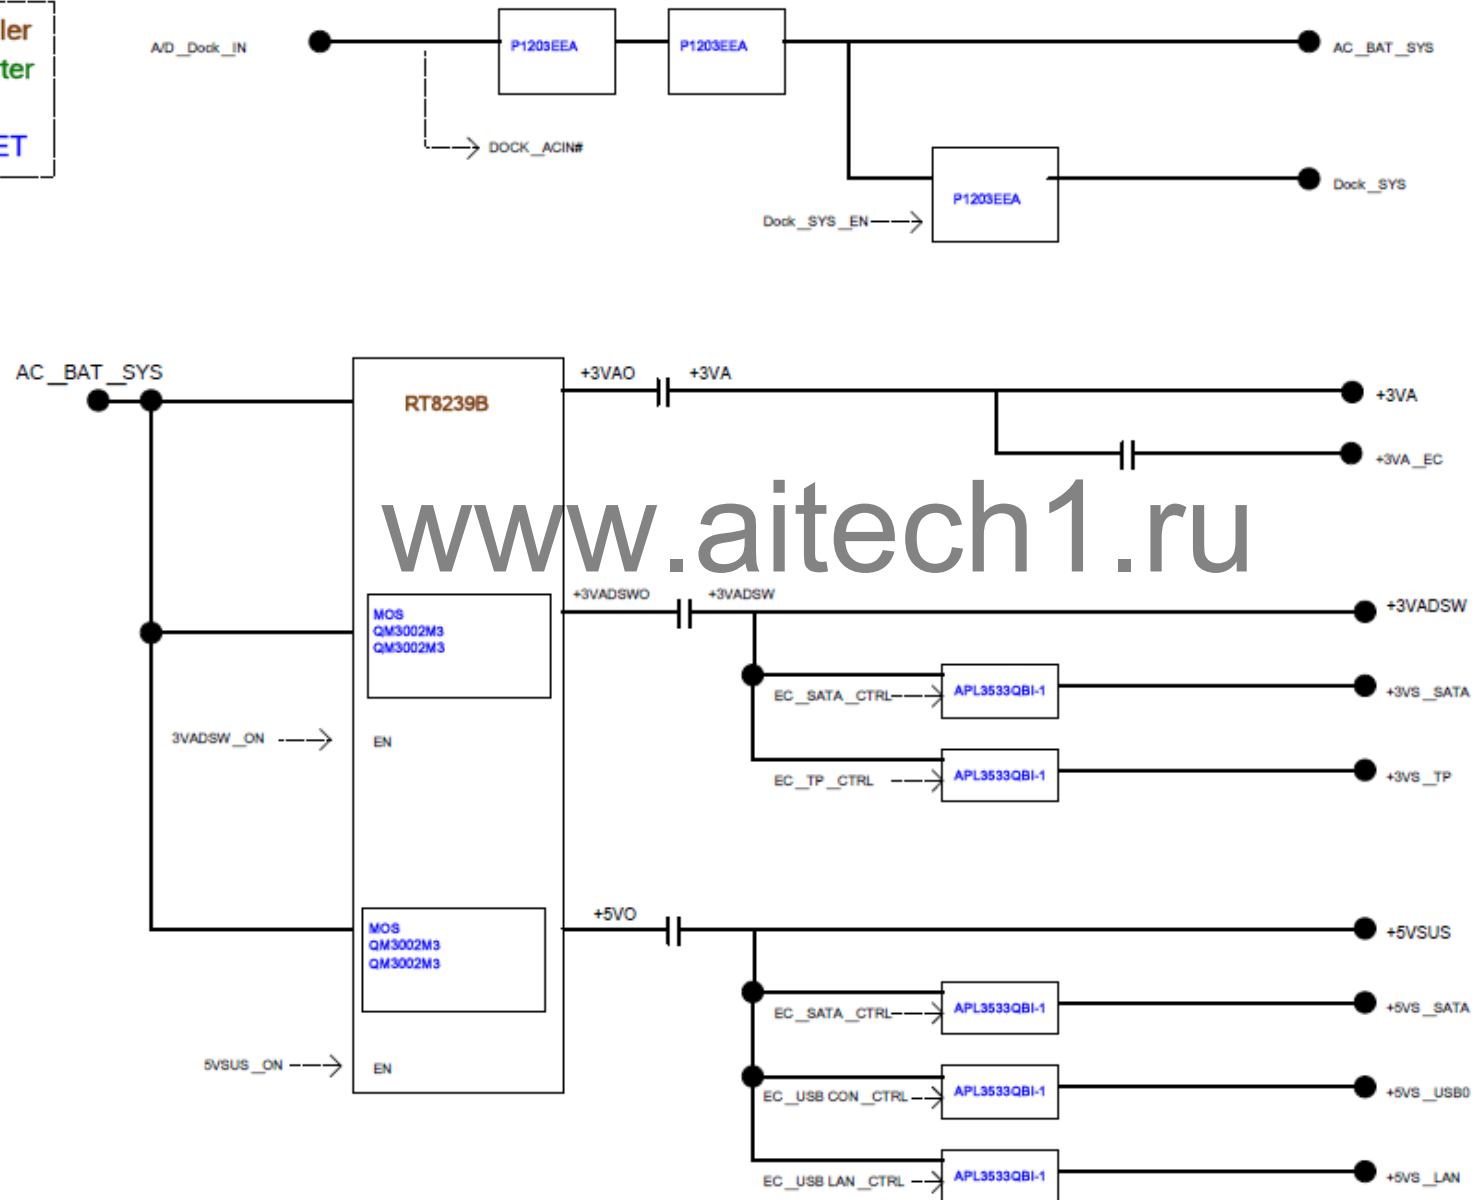 ler
ter
ET
A/D_Dock_IN
P1203EEA
P1203EEA
AC_BAT_SYS
DOCK_ACIN#
P1203EEA
Dock_SYS
Dock_SYS_EN
AC_BAT_SYS
RT8239B
+3VAO
+3VA
+3VA
+3VA_EC
www.aitech1.ru
MOS
QM3002M3
QM3002M3
+3VADSWO
+3VADSW
+3VADSW
EC_SATA_CTRL
APL3533QBI-1
+3VS_SATA
3VADSW_ON
EN
EC_TP_CTRL
APL3533QBI-1
+3VS_TP
MOS
QM3002M3
QM3002M3
+5VO
+5VSUS
EC_SATA_CTRL
APL3533QBI-1
+5VS_SATA
5VSUS_ON
EN
EC_USB CON_CTRL
APL3533QBI-1
+5VS_USB0
EC_USB LAN_CTRL
APL3533QBI-1
+5VS_LAN